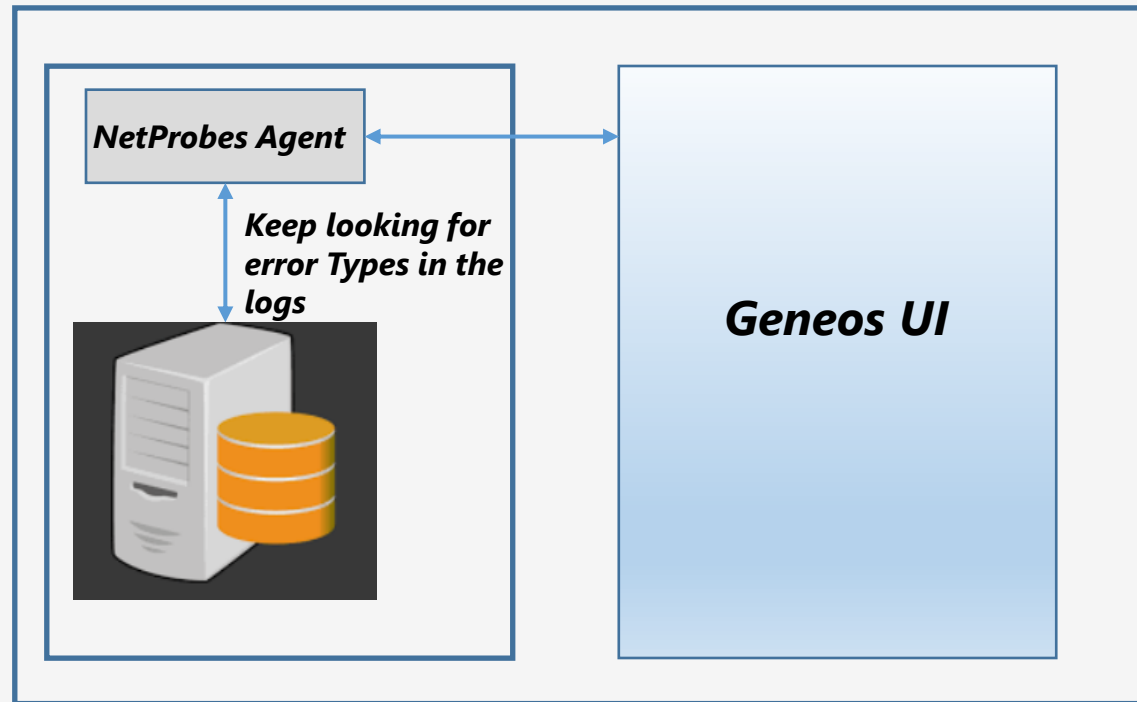 NetProbes Agent
Keep looking for
error Types in the
logs
Geneos UI